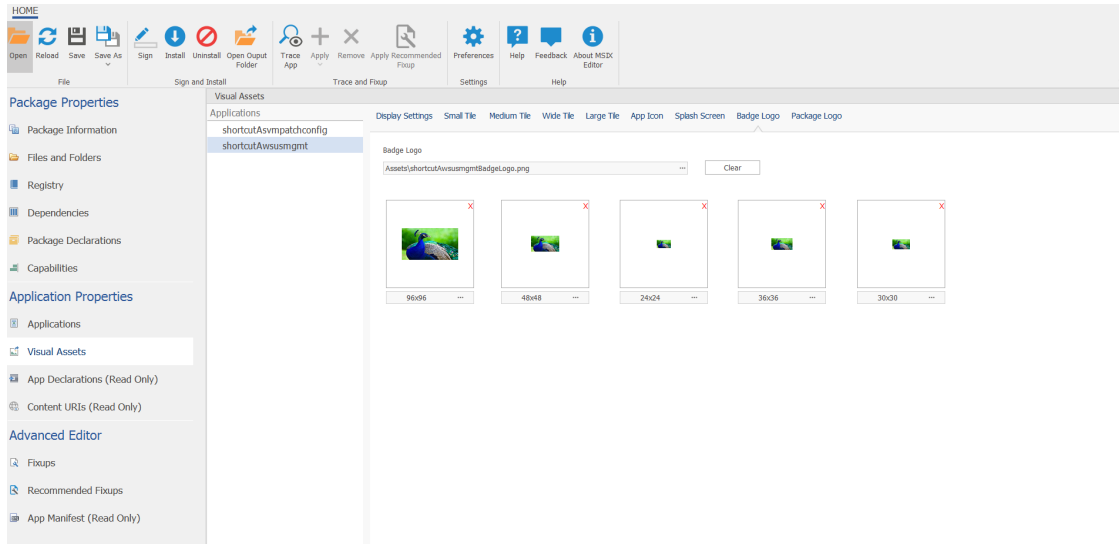 HOME
Open Reload Save Save As Sign Install Uninstall Open Ouput Folder Trace App Apply Remove Apply Recommended Fixup Preferences Help Feedback About MSIX Editor
File Sign and Install Trace and Fixup Settings Help
Package Properties
Package Information
Files and Folders
Registry
Dependencies
Package Declarations
Capabilities
Application Properties
Applications
Visual Assets
App Declarations (Read Only)
Content URIs (Read Only)
Advanced Editor
Fixups
Recommended Fixups
App Manifest (Read Only)
Visual Assets
Applications
shortcutAsvmpatchconfig
shortcutAwsusmgmt
Display Settings Small Tile Medium Tile Wide Tile Large Tile App Icon Splash Screen Badge Logo Package Logo
Badge Logo
Assets\shortcutAwsusmgmtBadgeLogo.png ... Clear
X X X X X
96x96 ... 48x48 ... 24x24 ... 36x36 ... 30x30 ...